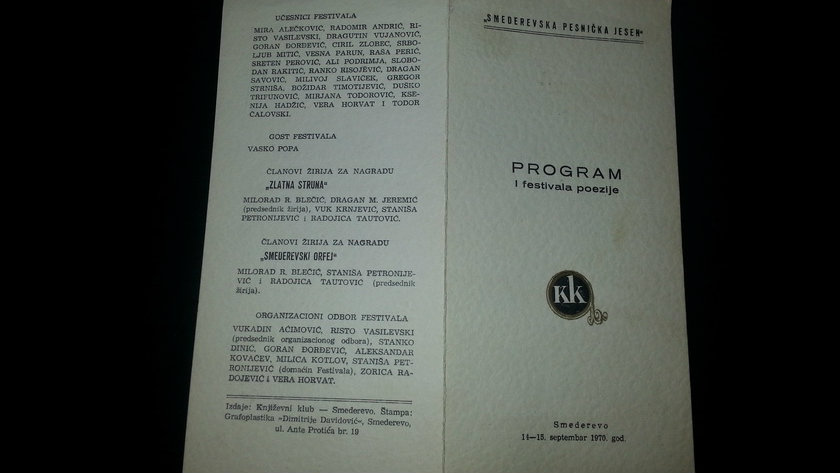 UČESNICI FESTIVALA
MIRA ALEČKOVIĆ, RADOMIR ANDRIĆ, RI-
STO VASILEVSKI, DRAGUTIN VUJANOVIĆ,
GORAN ĐORĐEVIĆ, CIRIL ZLOBEC, SRBO-
LJUB MITIĆ, VESNA PARUN, RAŠA PERIĆ,
SRETEN PEROVIĆ, ALI PODRIMJA, SLOBO-
DAN RAKITIĆ, RANKO RISOJEVIĆ, DRAGAN
SAVOVIĆ, MILIVOJ SLAVIČEK, GREGOR
STRNIŠA, BOŽIDAR TIMOTIJEVIĆ, DUŠKO
TRIFUNOVIĆ, MIRJANA TODOROVIĆ, KSE-
NIJA HADŽIĆ, VERA HORVAT I TODOR
ČALOVSKI.
GOST FESTIVALA
VASKO POPA
ČLANOVI ŽIRIJA ZA NAGRADU
„ZLATNA STRUNA“
MILORAD R. BLEČIĆ, DRAGAN M. JEREMIĆ
(predsednik žirija), VUK KRNJEVIĆ, STANIŠA
PETRONIJEVIĆ i RADOJICA TAUTOVIĆ.
ČLANOVI ŽIRIJA ZA NAGRADU
„SMEDEREVSKI ORFEJ“
MILORAD R. BLEČIĆ, STANIŠA PETRONIJE-
VIĆ i RADOJICA TAUTOVIĆ (predsednik
žirija).
ORGANIZACIONI ODBOR FESTIVALA
VUKADIN AĆIMOVIĆ, RISTO VASILEVSKI
(predsednik organizacionog odbora), STANKO
DINIĆ, GORAN ĐORĐEVIĆ, ALEKSANDAR
KOVAČEV, MILICA KOTLOV, STANIŠA PET-
RONIJEVIĆ (domaćin Festivala), ZORICA RA-
DOJEVIĆ i VERA HORVAT.
Izdaje: Književni klub — Smederevo. Štampa:
Grafoplastika »Dimitrije Davidović«, Smederevo,
ul. Ante Protića br. 19
„SMEDEREVSKA PESNIČKA JESEN“
PROGRAM
I festivala poezije
KK
Smederevo
14—15. septembar 1970. god.